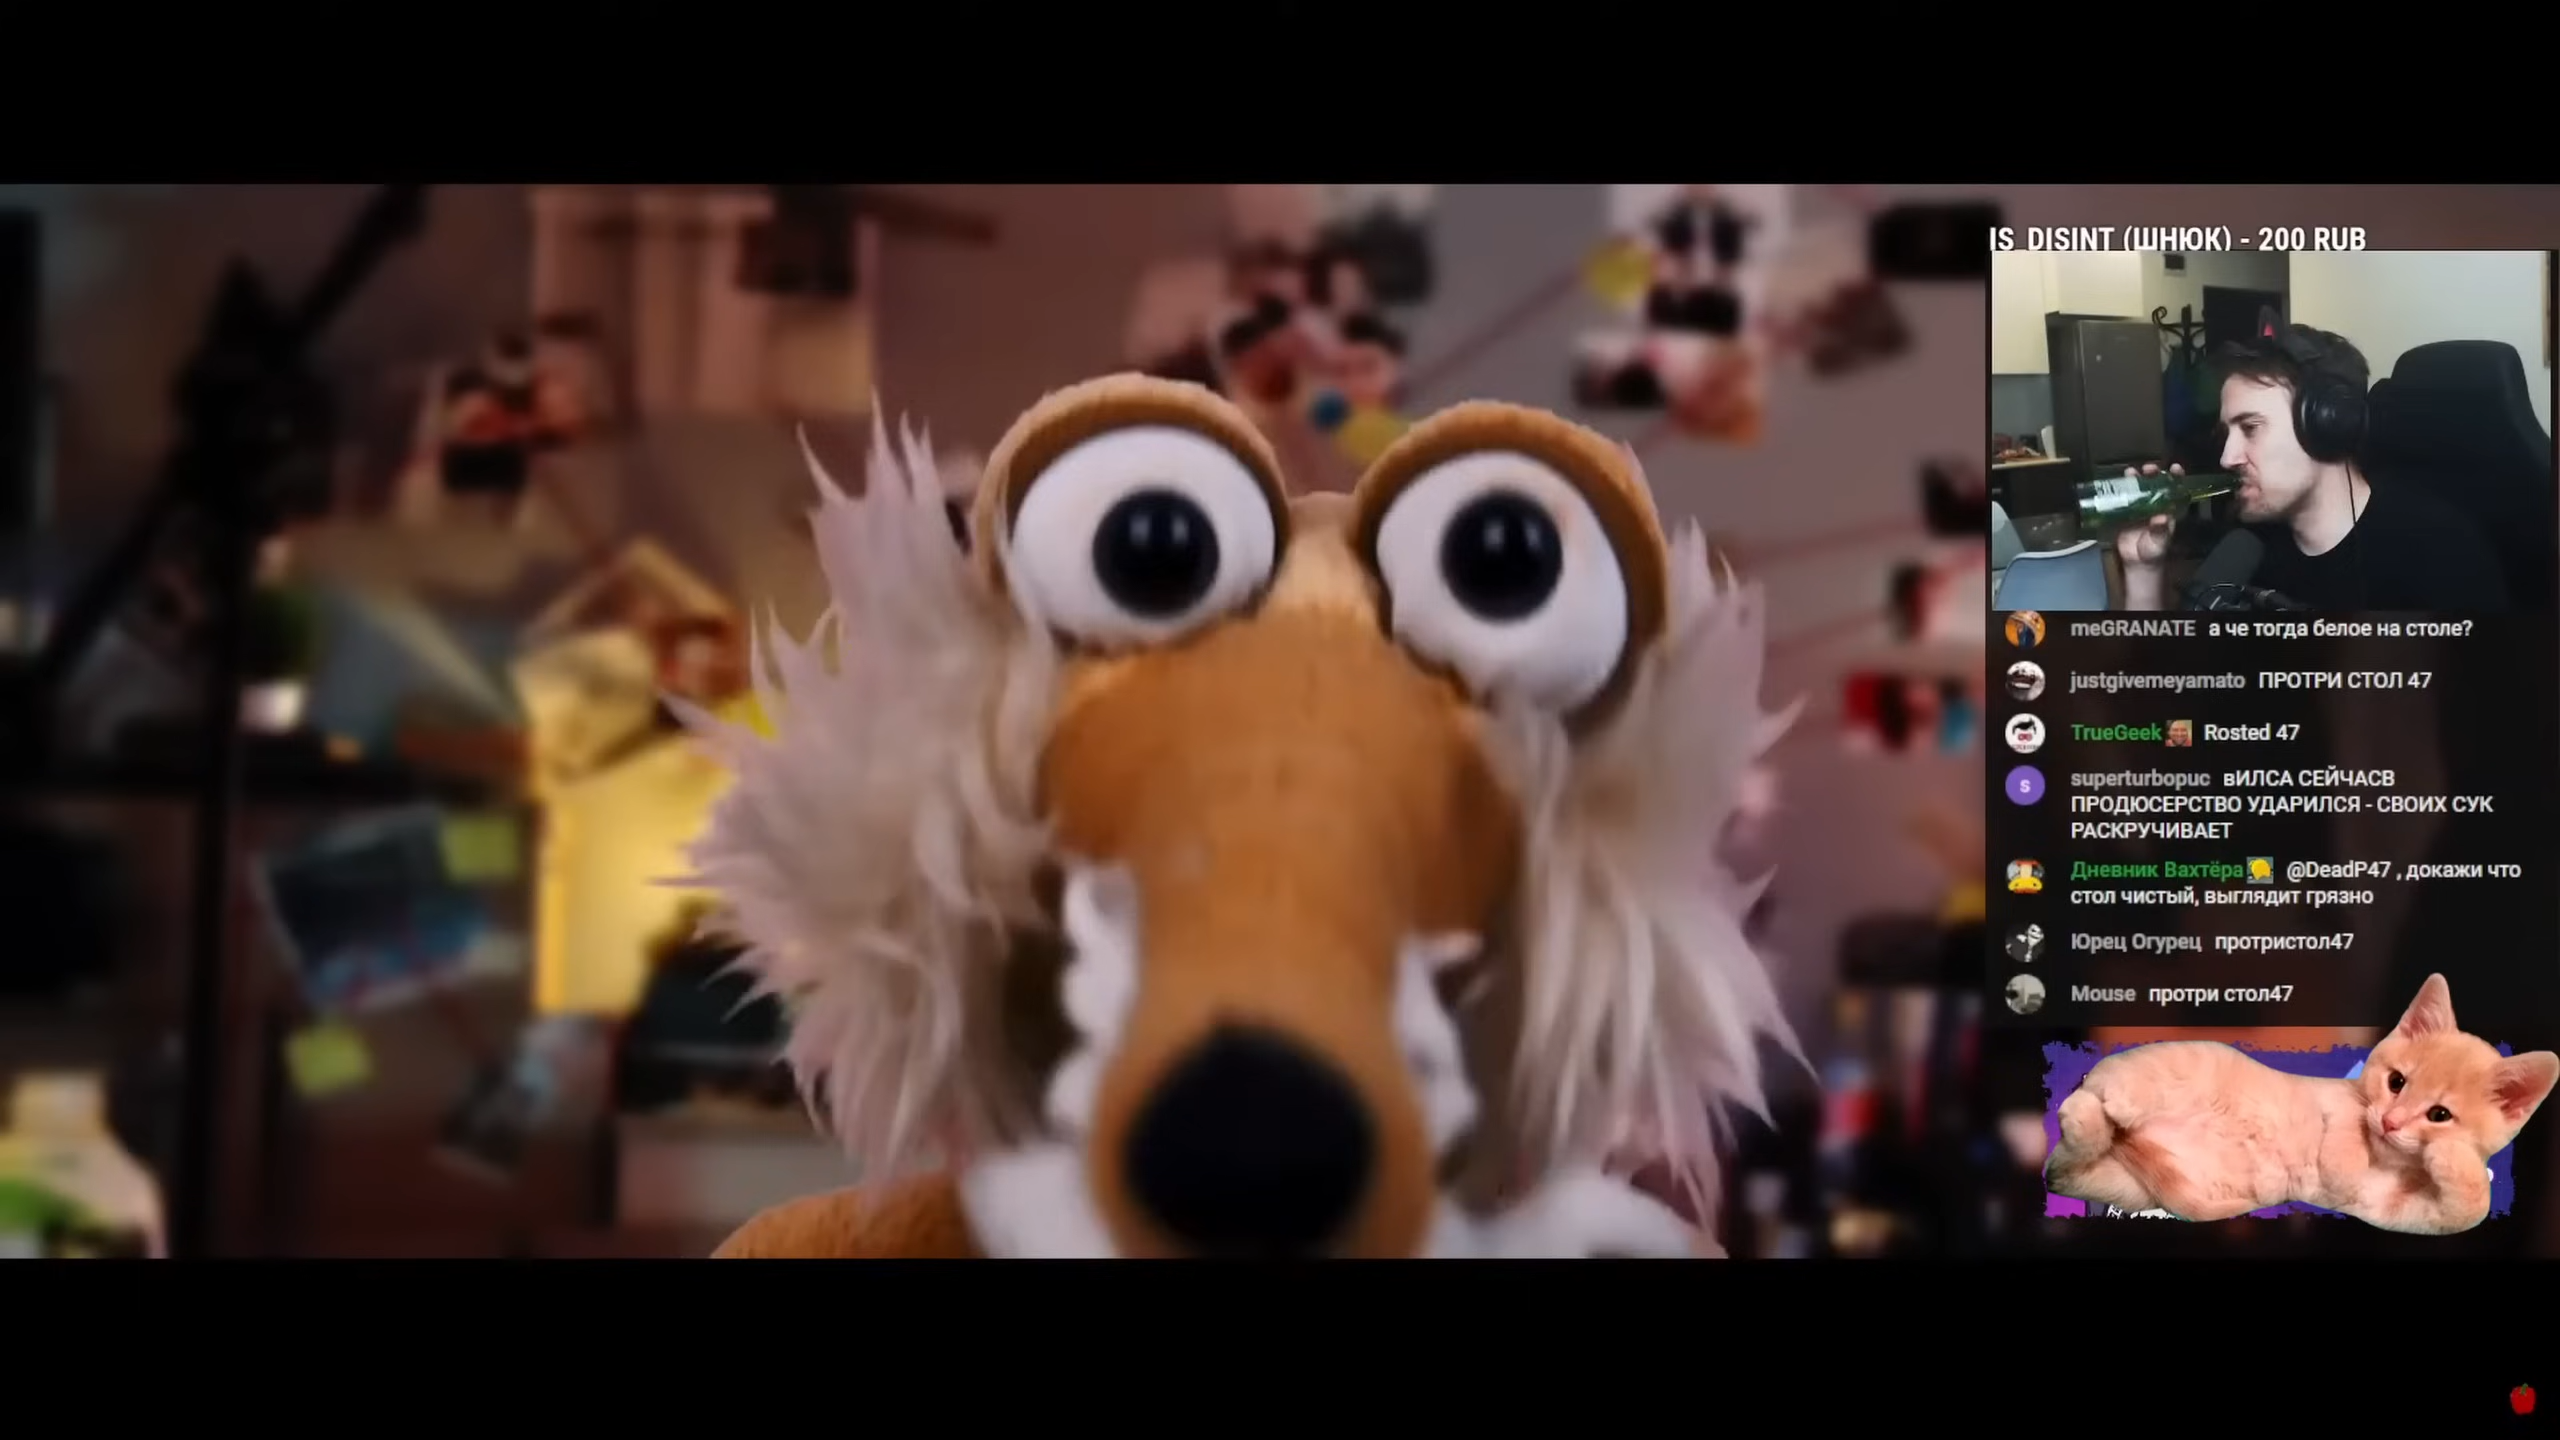 IS_DISINT (ШНЮК) - 200 RUB
meGRANATE а че тогда белое на столе?
justgivemeyamato ПРОТРИ СТОЛ 47
TrueGeek Rosted 47
S
superturbopuc вИЛСА СЕЙЧАСВ
ПРОДЮСЕРСТВО УДАРИЛСЯ - СВОИХ СУК
РАСКРУЧИВАЕТ
Дневник Вахтёра @DeadP47 , докажи что
стол чистый, выглядит грязно
Юрец Огурец протристол47
Mouse протри стол47